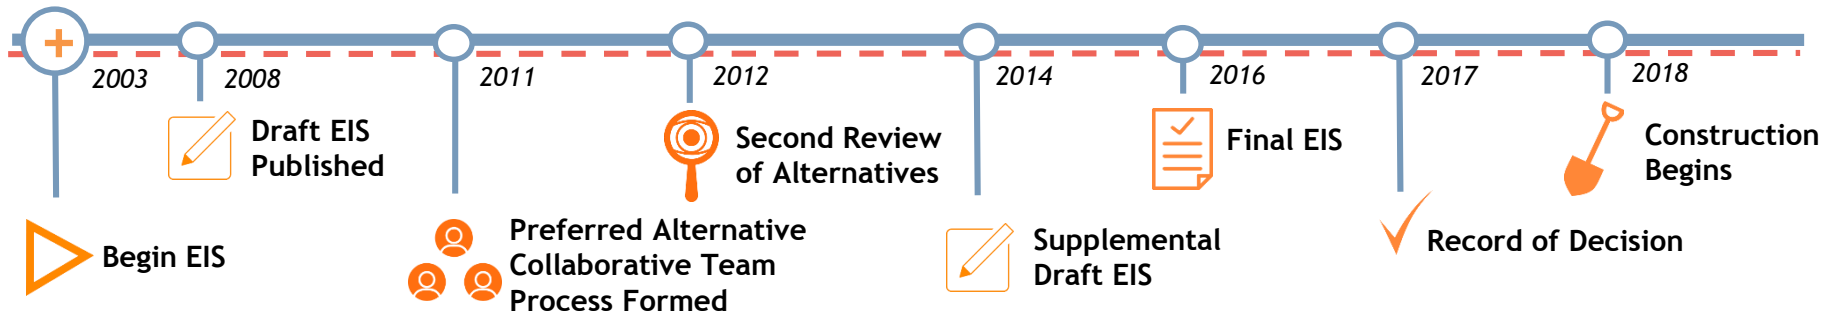 2003
2008
2011
2012
2014
2016
2017
2018
Draft EIS
Published
Second Review
of Alternatives
Final EIS
Construction
Begins
Begin EIS
Preferred Alternative
Collaborative Team
Process Formed
Supplemental
Draft EIS
Record of Decision